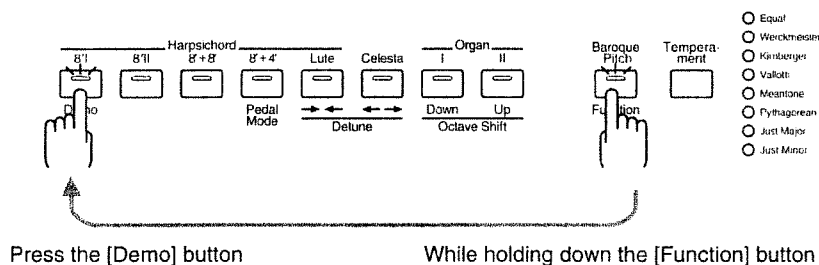 Harpsichord
Organ
8'I 8'II 8'+8' 8'+4' Lute Celesta I II Baroque Pitch Tempera-ment
Demo Pedal Mode Detune Down Up Function
Octave Shift
Equal
Werckmeister
Kirnberger
Vallotti
Meantone
Pythagorean
Just Major
Just Minor
Press the [Demo] button
While holding down the [Function] button